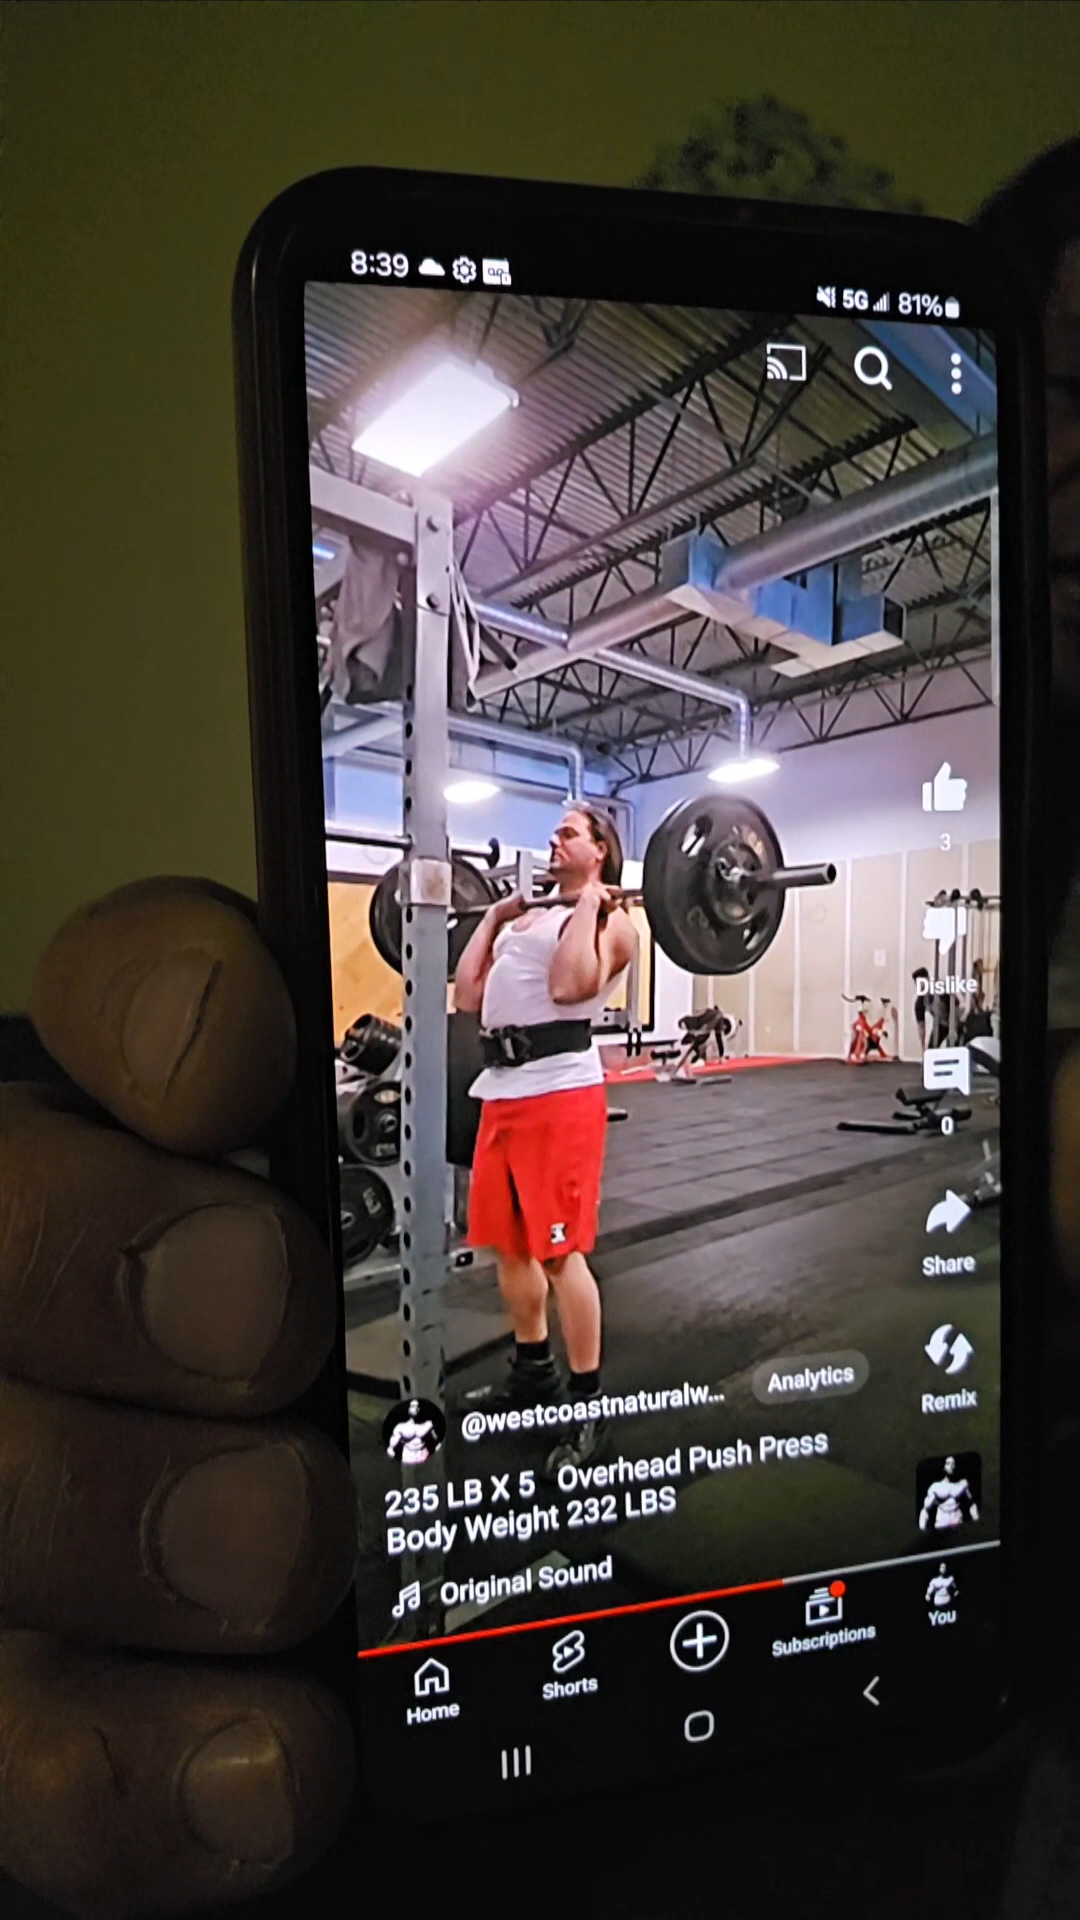 8:39
5G 81%
3
Dislike
0
Share
Remix
@westcoastnaturalw... Analytics
235 LB X 5 Overhead Push Press
Body Weight 232 LBS
Original Sound
Home
Shorts
Subscriptions
You